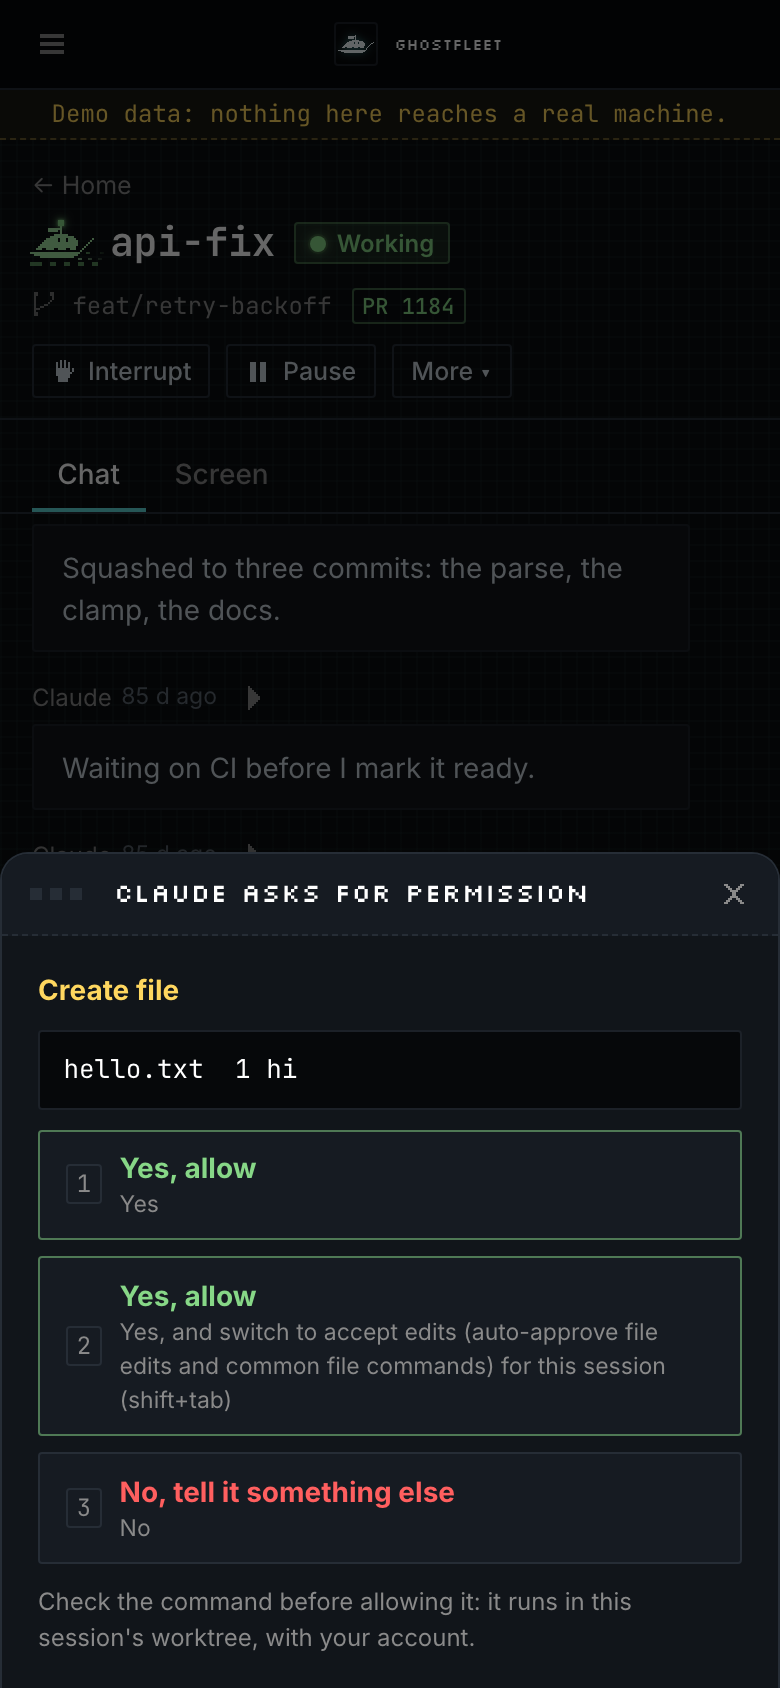 GHOSTFLEET
Demo data: nothing here reaches a real machine.
← Home
api-fix
Working
feat/retry-backoff
PR 1184
Interrupt
Pause
More ▾
Chat
Screen
Squashed to three commits: the parse, the
clamp, the docs.
Claude 85 d ago
Waiting on CI before I mark it ready.
Claude 85 d ago
CLAUDE ASKS FOR PERMISSION
Create file
hello.txt  1 hi
1
Yes, allow
Yes
2
Yes, allow
Yes, and switch to accept edits (auto-approve file
edits and common file commands) for this session
(shift+tab)
3
No, tell it something else
No
Check the command before allowing it: it runs in this
session's worktree, with your account.